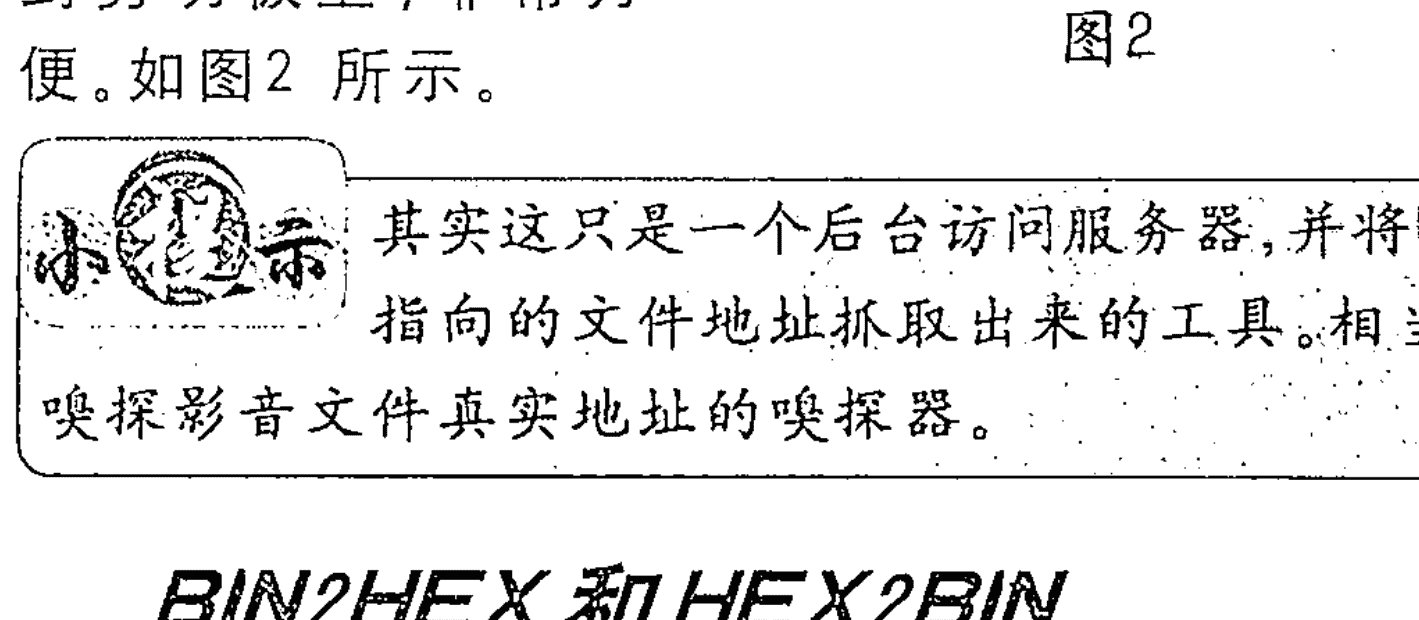 便。如图2 所示。
图2
小提示
其实这只是一个后台访问服务器,并将
指向的文件地址抓取出来的工具。相
嗅探影音文件真实地址的嗅探器。
BIN2HEX 和 HEX2BIN